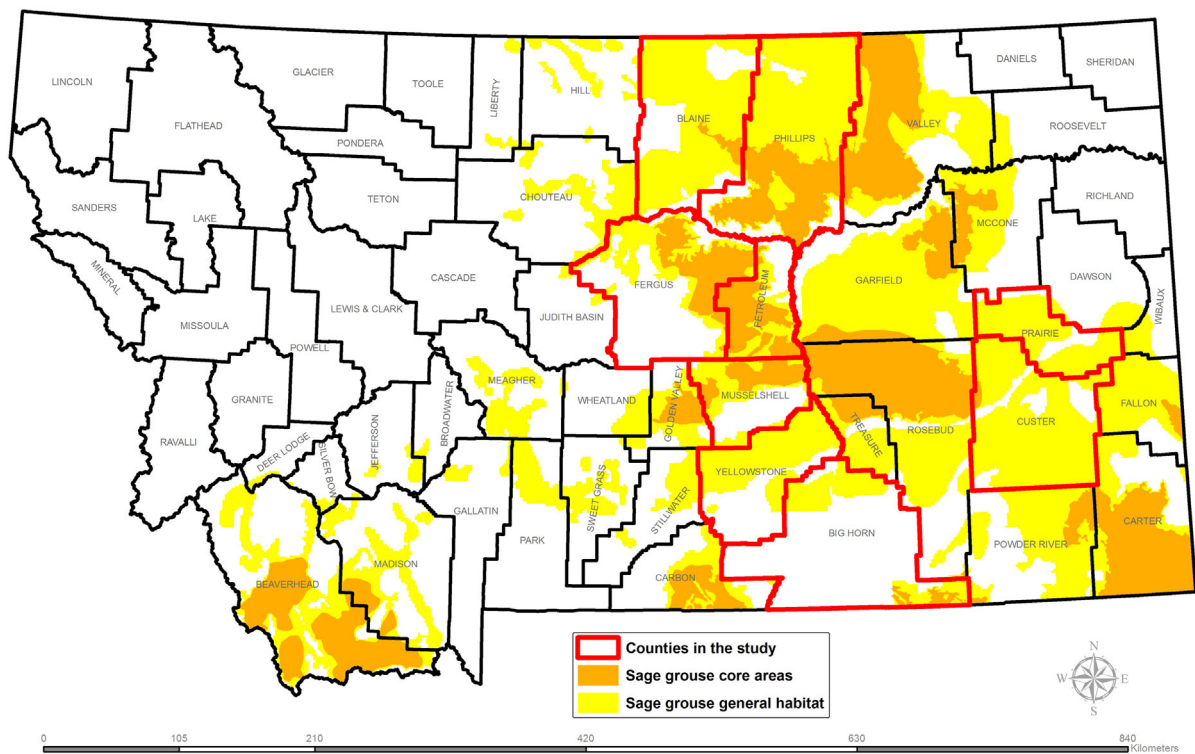 LINCOLN
GLACIER
TOOLE
LIBERTY
HILL
BLAINE
PHILLIPS
VALLEY
DANIELS
SHERIDAN
FLATHEAD
PONDERA
ROOSEVELT
SANDERS
LAKE
TETON
CHOUTEAU
MCCONE
RICHLAND
MINERAL
MISSOULA
LEWIS & CLARK
CASCADE
JUDITH BASIN
FERGUS
PETROLEUM
GARFIELD
DAWSON
WIBAUX
PRAIRIE
POWELL
GRANITE
RAVALLI
MEAGHER
BROADWATER
JEFFERSON
WHEATLAND
GOLDEN VALLEY
MUSSELSHELL
TREASURE
ROSEBUD
CUSTER
FALLON
DEER LODGE
SILVER BOW
GALLATIN
PARK
SWEET GRASS
STILLWATER
YELLOWSTONE
BIG HORN
POWDER RIVER
CARTER
BEAVERHEAD
MADISON
CARBON
Counties in the study
Sage grouse core areas
Sage grouse general habitat
N
W E
S
0 105 210 420 630 840
Kilometers